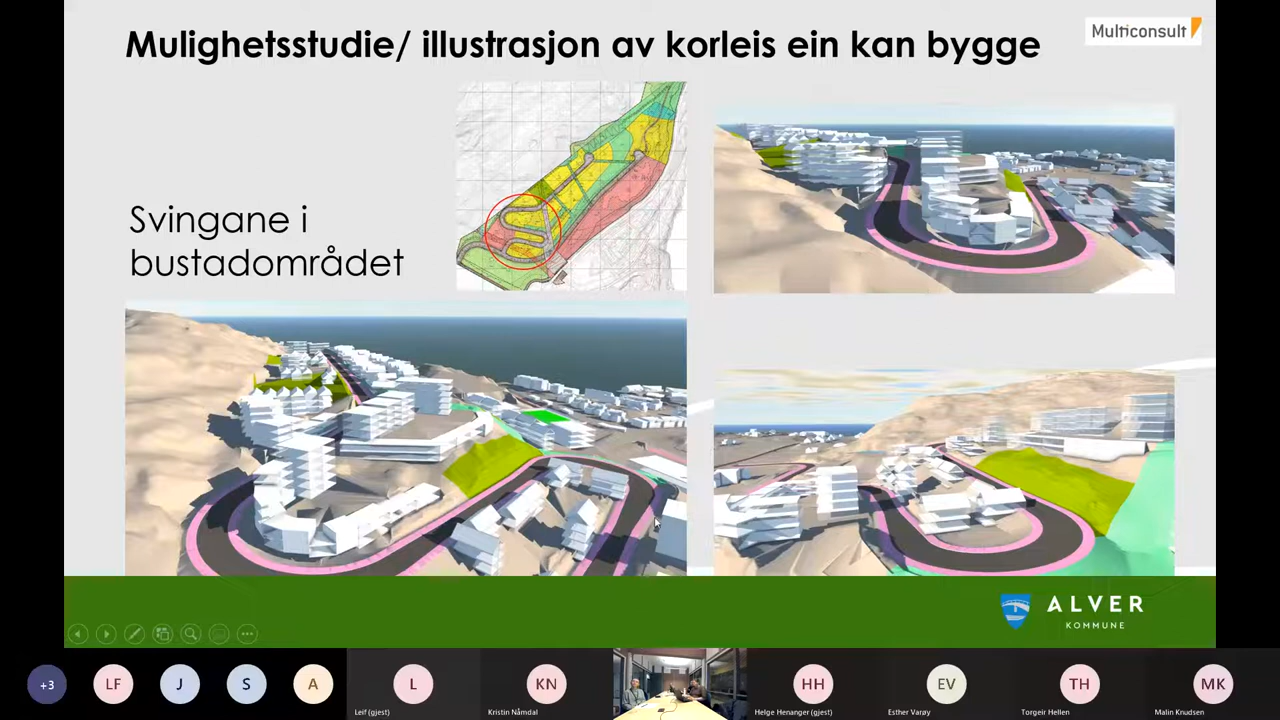 Mulighetsstudie/ illustrasjon av korleis ein kan bygge
Multiconsult
Svingane i
bustadområdet
ALVER
KOMMUNE
+3
LF
J
S
A
L
Leif (gjest)
KN
Kristin Nåmdal
HH
Helge Henanger (gjest)
EV
Esther Varøy
TH
Torgeir Hellen
MK
Malin Knudsen